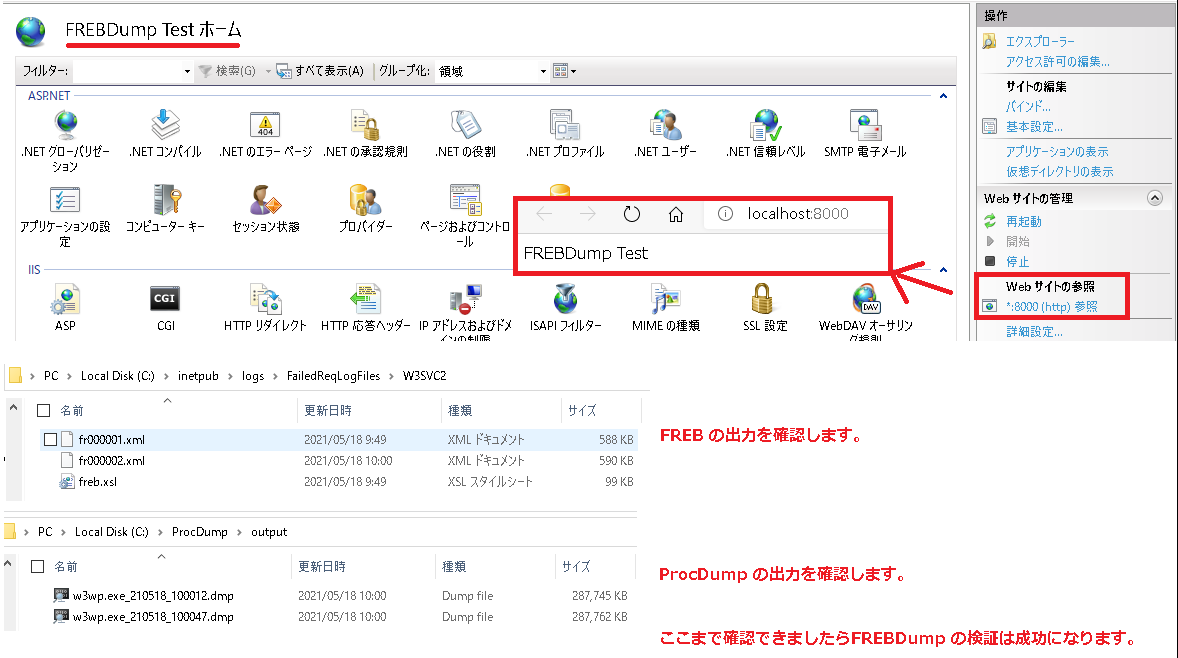 FREBDump Test ホーム
フィルター:
検索(G)
すべて表示(A)
グループ化:
領域
ASP.NET
.NET グローバリゼーション
.NET コンパイル
.NET のエラー ページ
.NET の承認規則
.NET の役割
.NET プロファイル
.NET ユーザー
.NET 信頼レベル
SMTP 電子メール
アプリケーションの設定
コンピューター キー
セッション状態
プロバイダー
ページおよびコントロール
localhost:8000
FREBDump Test
IIS
ASP
CGI
HTTP リダイレクト
HTTP 応答ヘッダー
IP アドレスおよびドメインの制限
ISAPI フィルター
MIME の種類
SSL 設定
WebDAV オーサリング規則
操作
エクスプローラー
アクセス許可の編集...
サイトの編集
バインド...
基本設定...
アプリケーションの表示
仮想ディレクトリの表示
Web サイトの管理
再起動
開始
停止
Web サイトの参照
*:8000 (http) 参照
詳細設定...
PC > Local Disk (C:) > inetpub > logs > FailedReqLogFiles > W3SVC2
名前 更新日時 種類 サイズ
fr000001.xml 2021/05/18 9:49 XML ドキュメント 588 KB
fr000002.xml 2021/05/18 10:00 XML ドキュメント 590 KB
freb.xsl 2021/05/18 9:49 XSL スタイルシート 99 KB
FREB の出力を確認します。
PC > Local Disk (C:) > ProcDump > output
名前 更新日時 種類 サイズ
w3wp.exe_210518_100012.dmp 2021/05/18 10:00 Dump file 287,745 KB
w3wp.exe_210518_100047.dmp 2021/05/18 10:00 Dump file 287,762 KB
ProcDump の出力を確認します。
ここまで確認できましたらFREBDump の検証は成功になります。